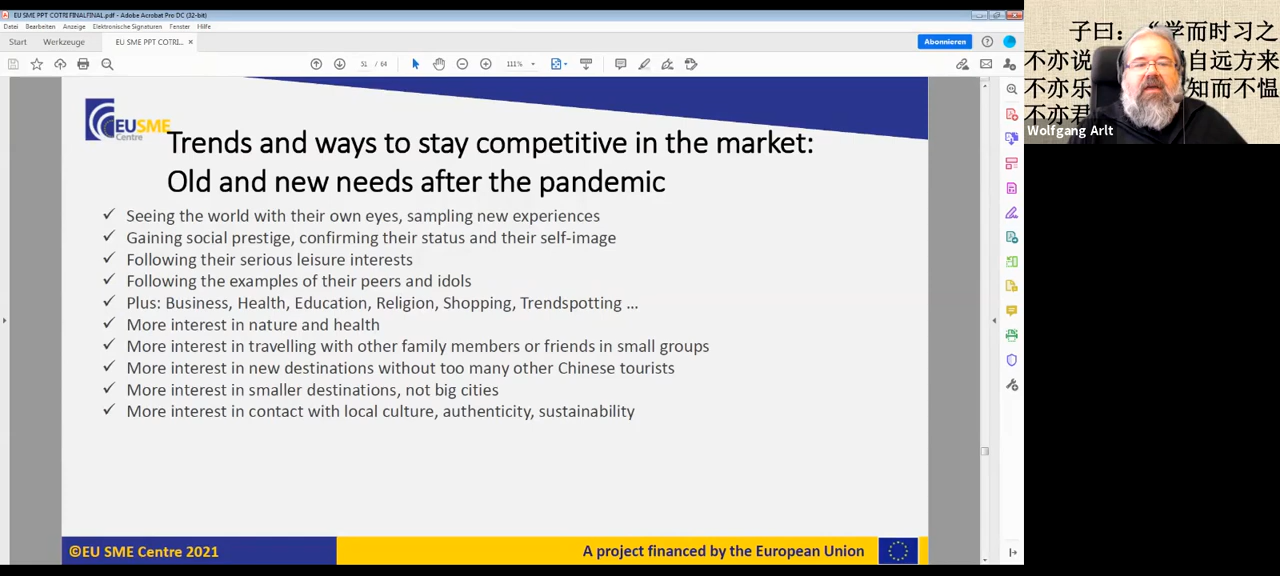 EU SME PPT COTRI FINALFINAL.pdf - Adobe Acrobat Pro DC (32-bit)
Datei Bearbeiten Anzeige Elektronische Signaturen Fenster Hilfe
Start Werkzeuge EU SME PPT COTRI... × Abonnieren
51 / 64 111%
EUSME
Centre
Trends and ways to stay competitive in the market:
Old and new needs after the pandemic
✓ Seeing the world with their own eyes, sampling new experiences
✓ Gaining social prestige, confirming their status and their self-image
✓ Following their serious leisure interests
✓ Following the examples of their peers and idols
✓ Plus: Business, Health, Education, Religion, Shopping, Trendspotting ...
✓ More interest in nature and health
✓ More interest in travelling with other family members or friends in small groups
✓ More interest in new destinations without too many other Chinese tourists
✓ More interest in smaller destinations, not big cities
✓ More interest in contact with local culture, authenticity, sustainability
©EU SME Centre 2021 A project financed by the European Union
子曰：“学而时习之
不亦说 自远方来
不亦乐 知而不愠
不亦君
Wolfgang Arlt